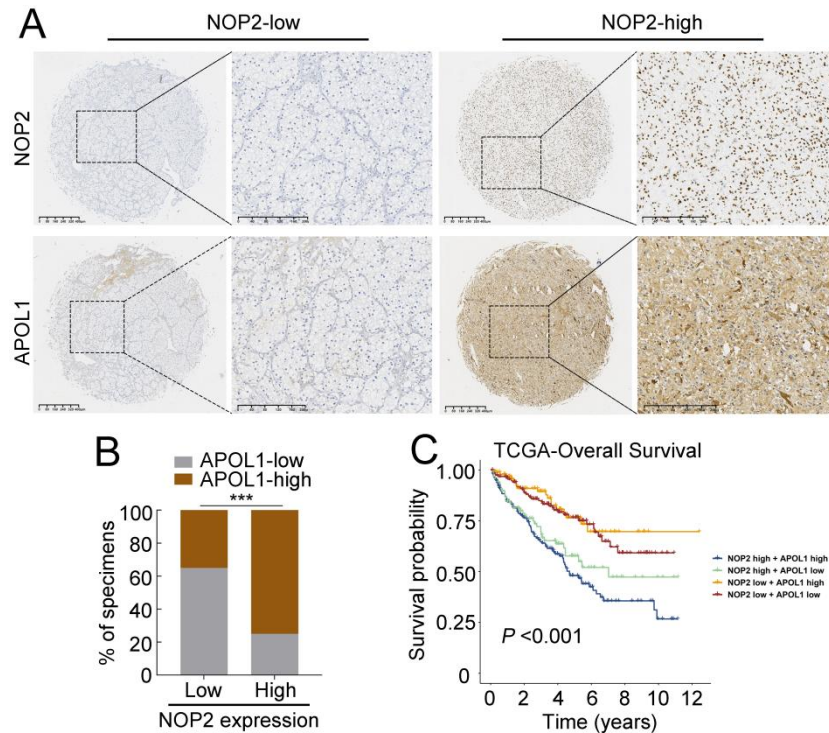 A
NOP2-low
NOP2-high
NOP2
APOL1
B
APOL1-low
APOL1-high
***
% of specimens
100
80
60
40
20
0
Low
High
NOP2 expression
C
TCGA-Overall Survival
Survival probability
1.00
0.75
0.50
0.25
0
P <0.001
NOP2 high + APOL1 high
NOP2 high + APOL1 low
NOP2 low + APOL1 high
NOP2 low + APOL1 low
0 2 4 6 8 10 12
Time (years)